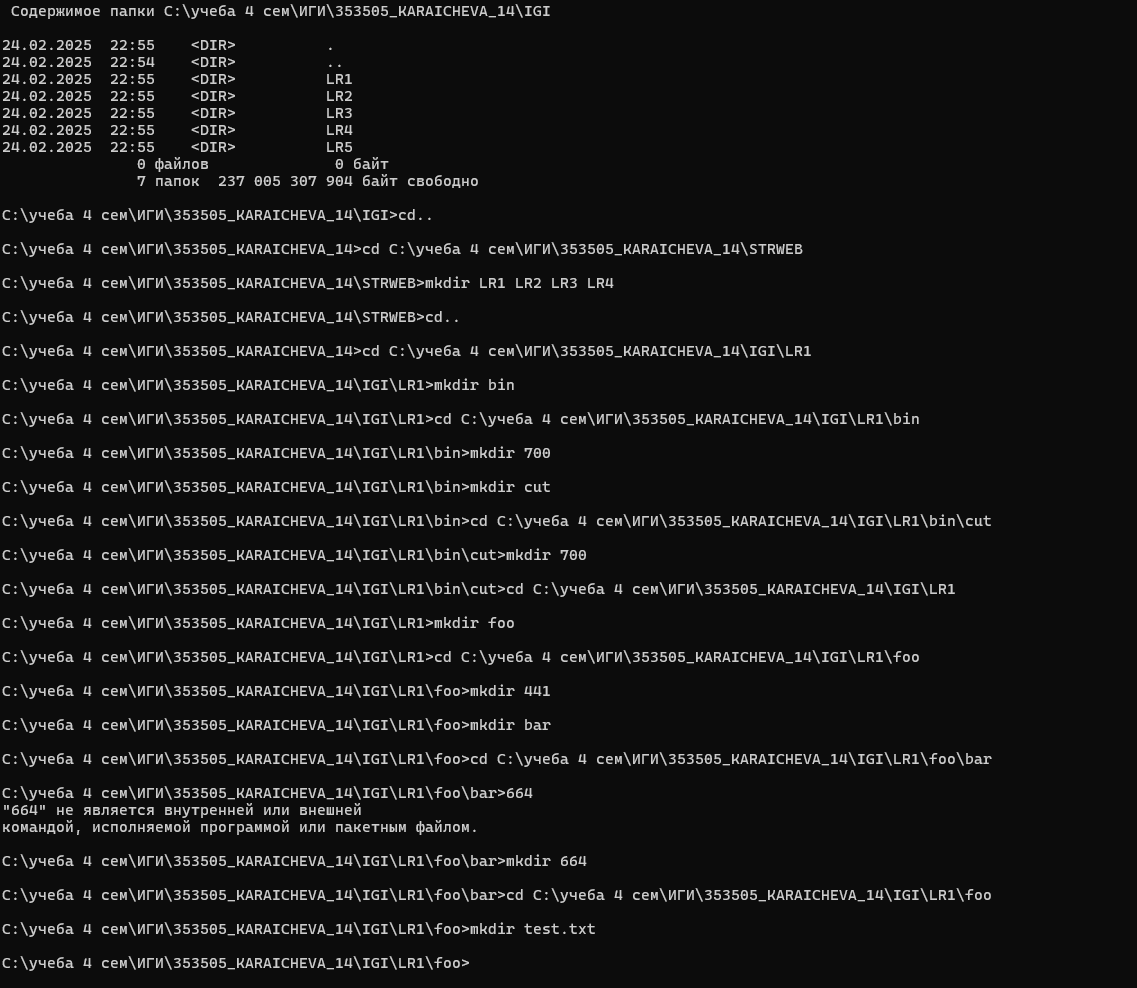 Содержимое папки C:\учеба 4 сем\ИГИ\353505_KARAICHEVA_14\IGI
24.02.2025  22:55    <DIR>          .
24.02.2025  22:54    <DIR>          ..
24.02.2025  22:55    <DIR>          LR1
24.02.2025  22:55    <DIR>          LR2
24.02.2025  22:55    <DIR>          LR3
24.02.2025  22:55    <DIR>          LR4
24.02.2025  22:55    <DIR>          LR5
0 файлов              0 байт
7 папок  237 005 307 904 байт свободно
C:\учеба 4 сем\ИГИ\353505_KARAICHEVA_14\IGI>cd..
C:\учеба 4 сем\ИГИ\353505_KARAICHEVA_14>cd C:\учеба 4 сем\ИГИ\353505_KARAICHEVA_14\STRWEB
C:\учеба 4 сем\ИГИ\353505_KARAICHEVA_14\STRWEB>mkdir LR1 LR2 LR3 LR4
C:\учеба 4 сем\ИГИ\353505_KARAICHEVA_14\STRWEB>cd..
C:\учеба 4 сем\ИГИ\353505_KARAICHEVA_14>cd C:\учеба 4 сем\ИГИ\353505_KARAICHEVA_14\IGI\LR1
C:\учеба 4 сем\ИГИ\353505_KARAICHEVA_14\IGI\LR1>mkdir bin
C:\учеба 4 сем\ИГИ\353505_KARAICHEVA_14\IGI\LR1>cd C:\учеба 4 сем\ИГИ\353505_KARAICHEVA_14\IGI\LR1\bin
C:\учеба 4 сем\ИГИ\353505_KARAICHEVA_14\IGI\LR1\bin>mkdir 700
C:\учеба 4 сем\ИГИ\353505_KARAICHEVA_14\IGI\LR1\bin>mkdir cut
C:\учеба 4 сем\ИГИ\353505_KARAICHEVA_14\IGI\LR1\bin>cd C:\учеба 4 сем\ИГИ\353505_KARAICHEVA_14\IGI\LR1\bin\cut
C:\учеба 4 сем\ИГИ\353505_KARAICHEVA_14\IGI\LR1\bin\cut>mkdir 700
C:\учеба 4 сем\ИГИ\353505_KARAICHEVA_14\IGI\LR1\bin\cut>cd C:\учеба 4 сем\ИГИ\353505_KARAICHEVA_14\IGI\LR1
C:\учеба 4 сем\ИГИ\353505_KARAICHEVA_14\IGI\LR1>mkdir foo
C:\учеба 4 сем\ИГИ\353505_KARAICHEVA_14\IGI\LR1>cd C:\учеба 4 сем\ИГИ\353505_KARAICHEVA_14\IGI\LR1\foo
C:\учеба 4 сем\ИГИ\353505_KARAICHEVA_14\IGI\LR1\foo>mkdir 441
C:\учеба 4 сем\ИГИ\353505_KARAICHEVA_14\IGI\LR1\foo>mkdir bar
C:\учеба 4 сем\ИГИ\353505_KARAICHEVA_14\IGI\LR1\foo>cd C:\учеба 4 сем\ИГИ\353505_KARAICHEVA_14\IGI\LR1\foo\bar
C:\учеба 4 сем\ИГИ\353505_KARAICHEVA_14\IGI\LR1\foo\bar>664
"664" не является внутренней или внешней
командой, исполняемой программой или пакетным файлом.
C:\учеба 4 сем\ИГИ\353505_KARAICHEVA_14\IGI\LR1\foo\bar>mkdir 664
C:\учеба 4 сем\ИГИ\353505_KARAICHEVA_14\IGI\LR1\foo\bar>cd C:\учеба 4 сем\ИГИ\353505_KARAICHEVA_14\IGI\LR1\foo
C:\учеба 4 сем\ИГИ\353505_KARAICHEVA_14\IGI\LR1\foo>mkdir test.txt
C:\учеба 4 сем\ИГИ\353505_KARAICHEVA_14\IGI\LR1\foo>